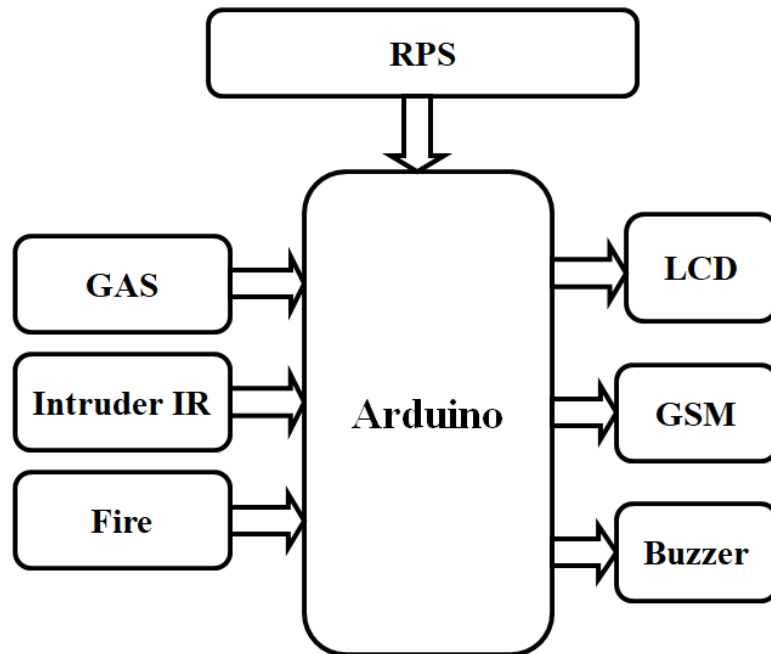 RPS
GAS
Intruder IR
Fire
Arduino
LCD
GSM
Buzzer